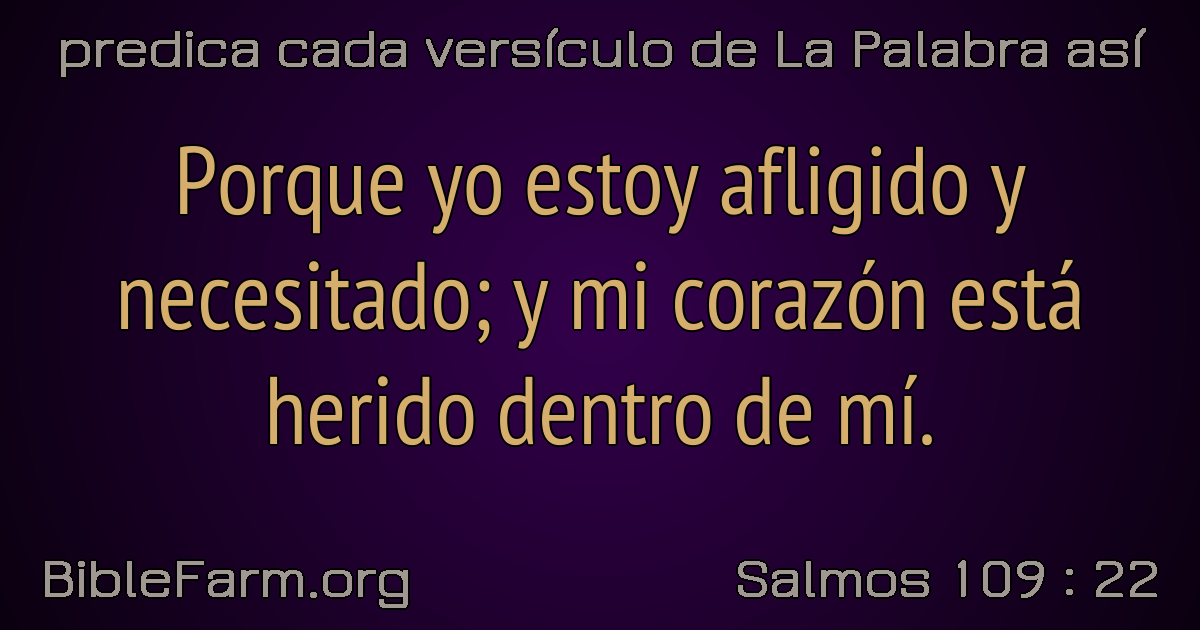 predica cada versículo de La Palabra así
Porque yo estoy afligido y
necesitado; y mi corazón está
herido dentro de mí.
BibleFarm.org
Salmos 109 : 22